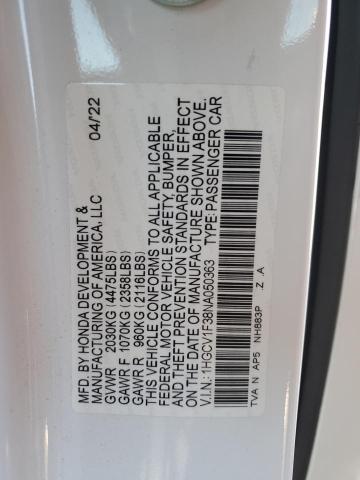 MFD. BY HONDA DEVELOPMENT &
MANUFACTURING OF AMERICA, LLC 04/22
GVWR 2030KG (4475LBS)
GAWR F 1070KG (2358LBS)
GAWR R 960KG (2116LBS)
THIS VEHICLE CONFORMS TO ALL APPLICABLE
FEDERAL MOTOR VEHICLE SAFETY, BUMPER,
AND THEFT PREVENTION STANDARDS IN EFFECT
ON THE DATE OF MANUFACTURE SHOWN ABOVE.
V.I.N.: 1HGCV1F38NA050363 TYPE: PASSENGER CAR
TVA N AP5 NH883P Z A